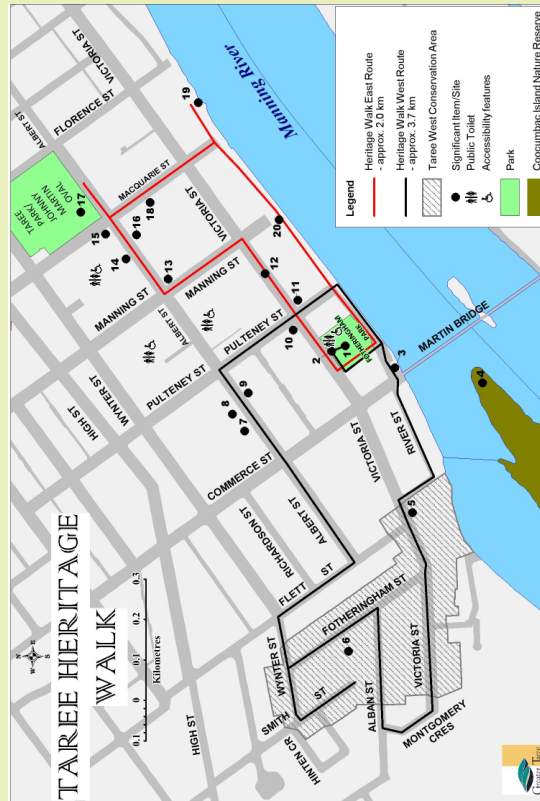 TAREE HERITAGE
WALK
N
E
S
W
0.1 0 0.1 0.2 0.3
Kilometres
Legend
Heritage Walk East Route
- approx. 2.0 km
Heritage Walk West Route
- approx. 3.7 km
Taree West Conservation Area
Significant Item/Site
Public Toilet
Accessibility features
Park
Coocumbac Island Nature Reserve
TAREE
PARK/
JOHNNY
MARTIN
OVAL
ALBERT ST
FLORENCE ST
VICTORIA ST
MACQUARIE ST
VICTORIA ST
Manning River
MANNING ST
MANNING ST
ALBERT ST
HIGH ST
WYNTER ST
PULTENEY ST
PULTENEY ST
FOTHERINGHAM
PARK
MARTIN BRIDGE
COMMERCE ST
RICHARDSON ST
ALBERT ST
VICTORIA ST
RIVER ST
FLETT ST
FOTHERINGHAM ST
WYNTER ST
SMITH ST
HIGH ST
HINTEN CR
ALBAN ST
VICTORIA ST
MONTGOMERY
CRES
1
2
3
4
5
6
7
8
9
10
11
12
13
14
15
16
17
18
19
20
Greater Taree